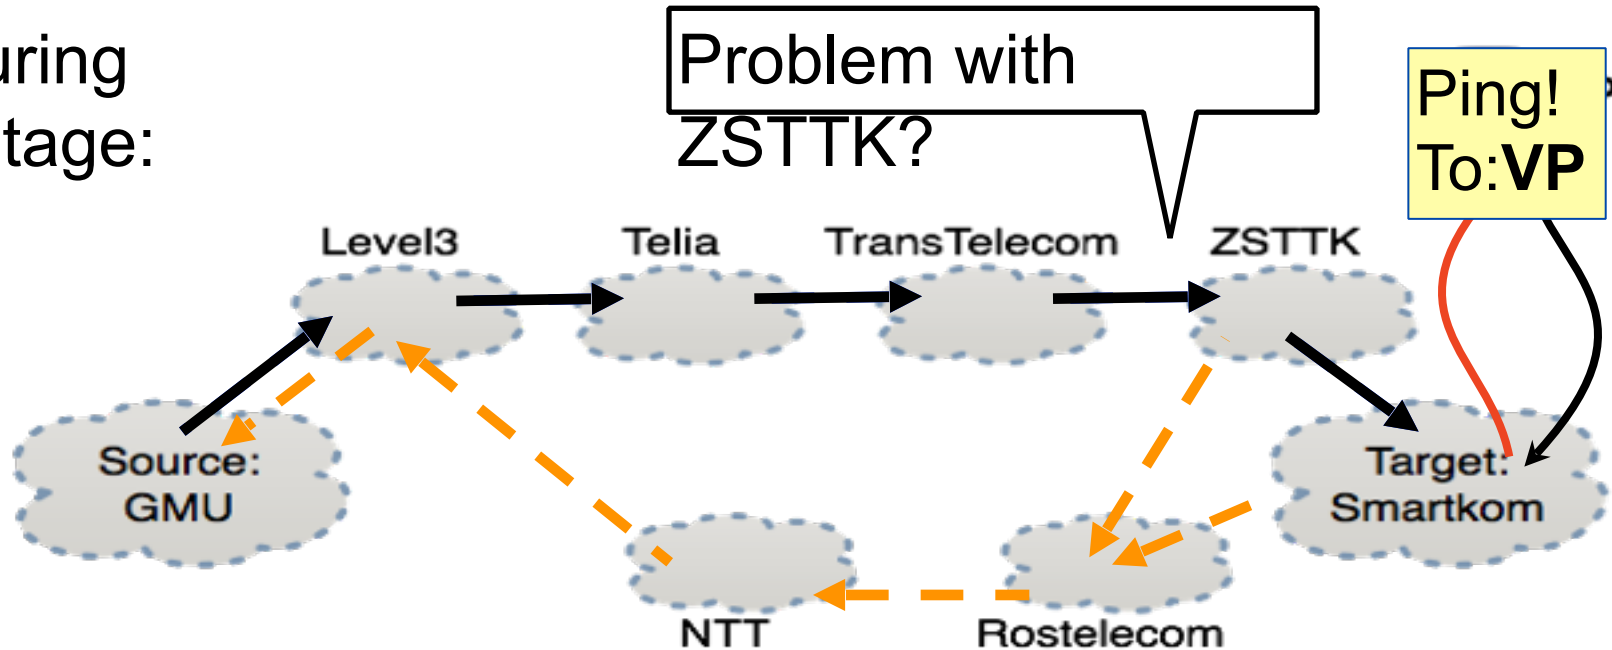 uring
tage:
Problem with
ZSTTK?
Ping!
To:VP
Level3
Telia
TransTelecom
ZSTTK
Source:
GMU
Target:
Smartkom
NTT
Rostelecom